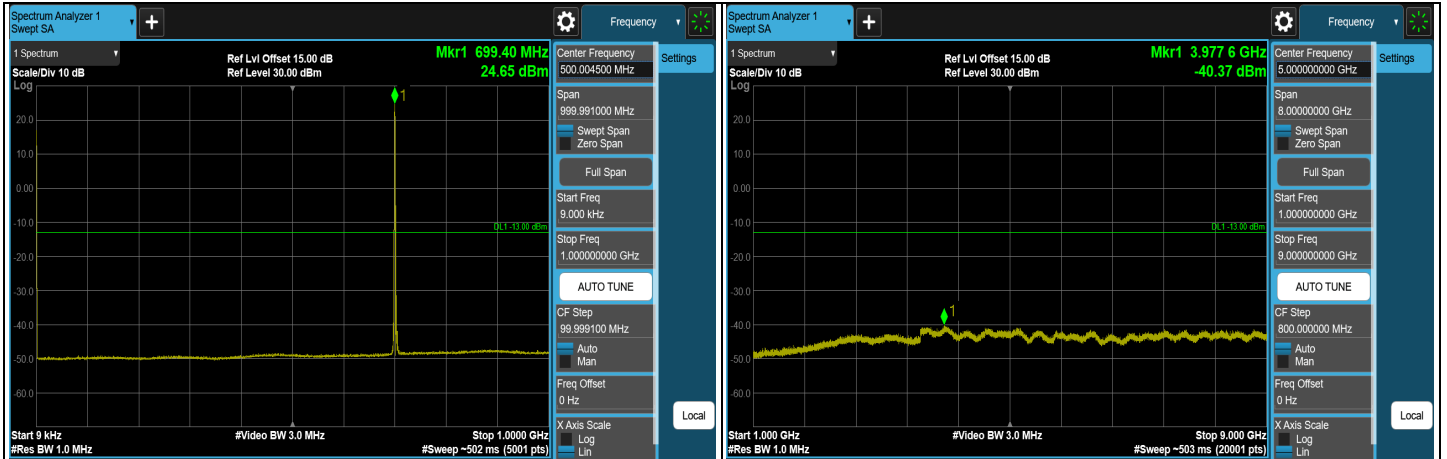 Spectrum Analyzer 1
Swept SA
+
Frequency
1 Spectrum
Scale/Div 10 dB
Log
Ref Lvl Offset 15.00 dB
Ref Level 30.00 dBm
Mkr1 699.40 MHz
24.65 dBm
1
20.0
10.0
0.00
-10.0
-20.0
-30.0
-40.0
-50.0
-60.0
DL1 -13.00 dBm
Start 9 kHz
#Res BW 1.0 MHz
#Video BW 3.0 MHz
Stop 1.0000 GHz
#Sweep ~502 ms (5001 pts)
Center Frequency
500.004500 MHz
Settings
Span
999.991000 MHz
Swept Span
Zero Span
Full Span
Start Freq
9.000 kHz
Stop Freq
1.000000000 GHz
AUTO TUNE
CF Step
99.999100 MHz
Auto
Man
Freq Offset
0 Hz
X Axis Scale
Log
Lin
Local
Spectrum Analyzer 1
Swept SA
+
Frequency
1 Spectrum
Scale/Div 10 dB
Log
Ref Lvl Offset 15.00 dB
Ref Level 30.00 dBm
Mkr1 3.977 6 GHz
-40.37 dBm
1
20.0
10.0
0.00
-10.0
-20.0
-30.0
-40.0
-50.0
-60.0
DL1 -13.00 dBm
Start 1.000 GHz
#Res BW 1.0 MHz
#Video BW 3.0 MHz
Stop 9.000 GHz
#Sweep ~503 ms (20001 pts)
Center Frequency
5.000000000 GHz
Settings
Span
8.00000000 GHz
Swept Span
Zero Span
Full Span
Start Freq
1.000000000 GHz
Stop Freq
9.000000000 GHz
AUTO TUNE
CF Step
800.000000 MHz
Auto
Man
Freq Offset
0 Hz
X Axis Scale
Log
Lin
Local